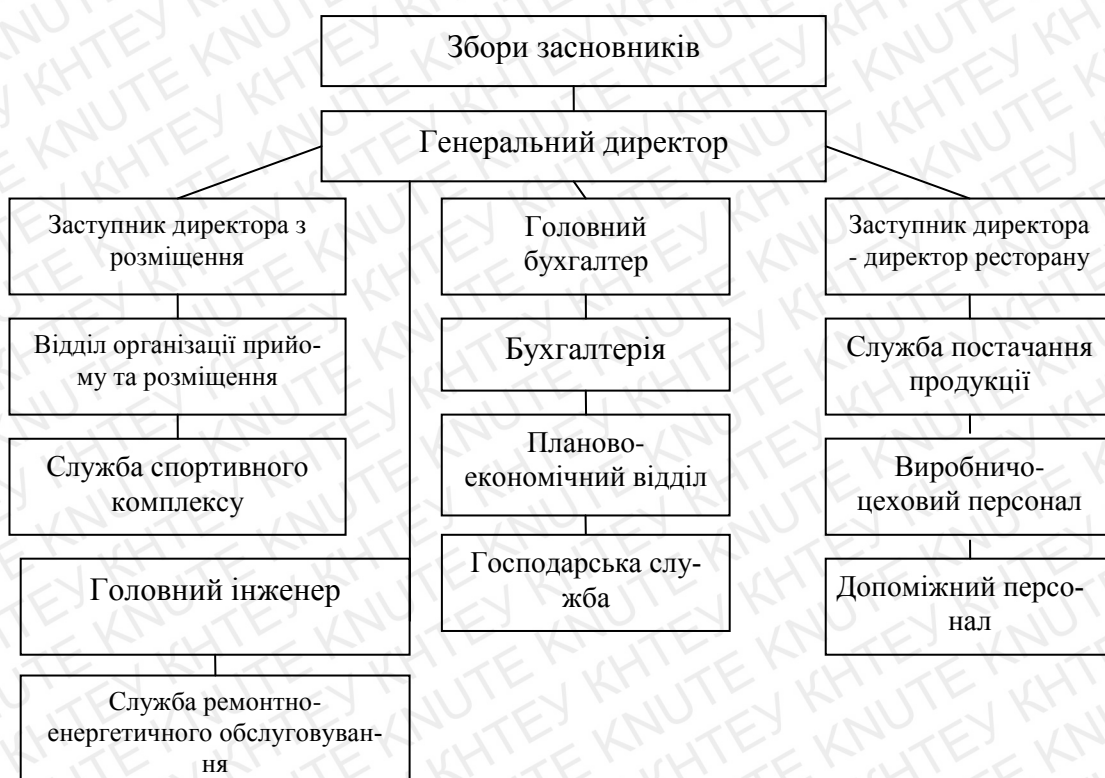 Збори засновників
Генеральний директор
Заступник директора з
розміщення
Головний
бухгалтер
Заступник директора
- директор ресторану
Відділ організації прийо-
му та розміщення
Бухгалтерія
Служба постачання
продукції
Служба спортивного
комплексу
Планово-
економічний відділ
Виробничо-
цеховий персонал
Головний інженер
Господарська слу-
жба
Допоміжний персо-
нал
Служба ремонтно-
енергетичного обслуговуван-
ня